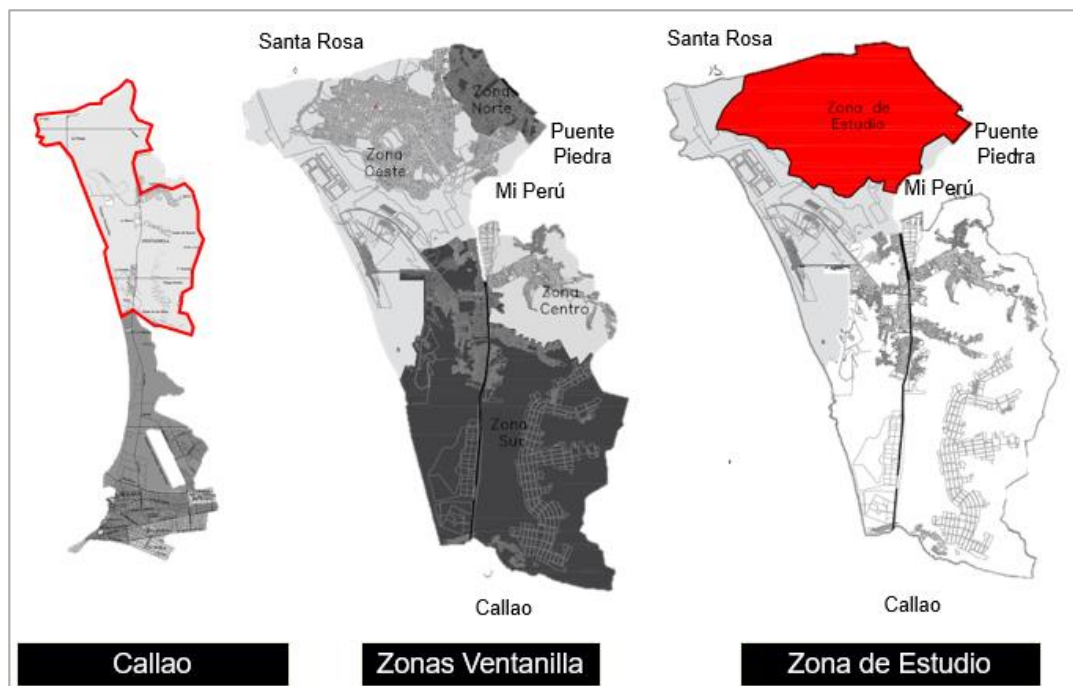 Santa Rosa
Zona
Norte
Zona
Oeste
Puente
Piedra
Mi Perú
Zona
Centro
Zona
Sur
Callao
Santa Rosa
Zona de
Estudio
Puente
Piedra
Mi Perú
Callao
VENTANILLA
Callao
Zonas Ventanilla
Zona de Estudio